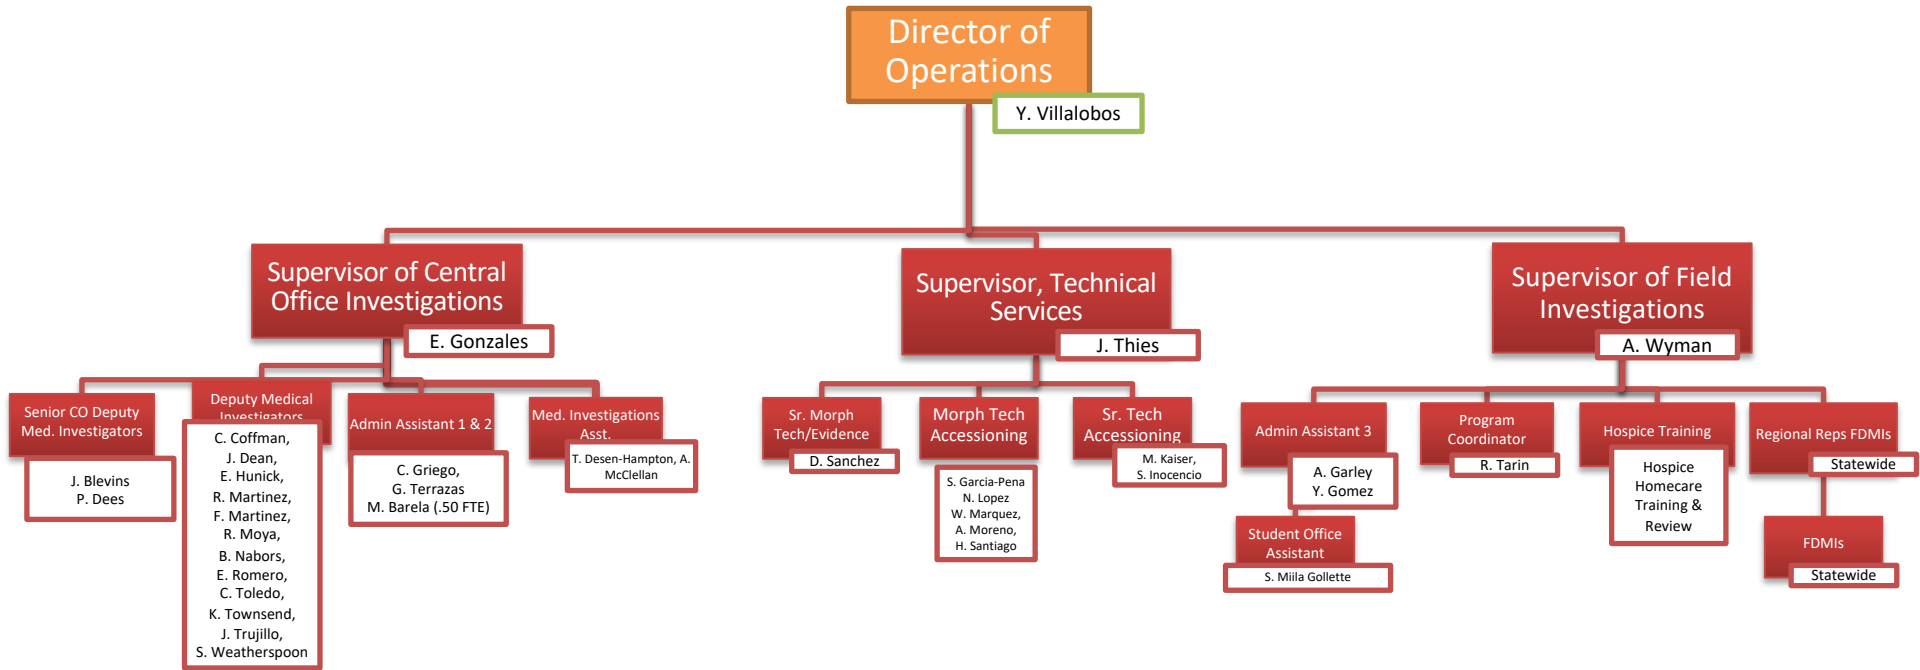 Director of
Operations
Y. Villalobos
Supervisor of Central
Office Investigations
E. Gonzales
Supervisor, Technical
Services
J. Thies
Supervisor of Field
Investigations
A. Wyman
Senior CO Deputy
Med. Investigators
J. Blevins
P. Dees
Deputy Medical
Investigators
C. Coffman,
J. Dean,
E. Hunick,
R. Martinez,
F. Martinez,
R. Moya,
B. Nabors,
E. Romero,
C. Toledo,
K. Townsend,
J. Trujillo,
S. Weatherspoon
Admin Assistant 1 & 2
C. Griego,
G. Terrazas
M. Barela (.50 FTE)
Med. Investigations
Asst.
T. Desen-Hampton, A.
McClellan
Sr. Morph
Tech/Evidence
D. Sanchez
Morph Tech
Accessioning
S. Garcia-Pena
N. Lopez
W. Marquez,
A. Moreno,
H. Santiago
Sr. Tech
Accessioning
M. Kaiser,
S. Inocencio
Admin Assistant 3
A. Garley
Y. Gomez
Student Office
Assistant
S. Miila Gollette
Program
Coordinator
R. Tarin
Hospice Training
Hospice
Homecare
Training &
Review
Regional Reps FDMIs
Statewide
FDMIs
Statewide